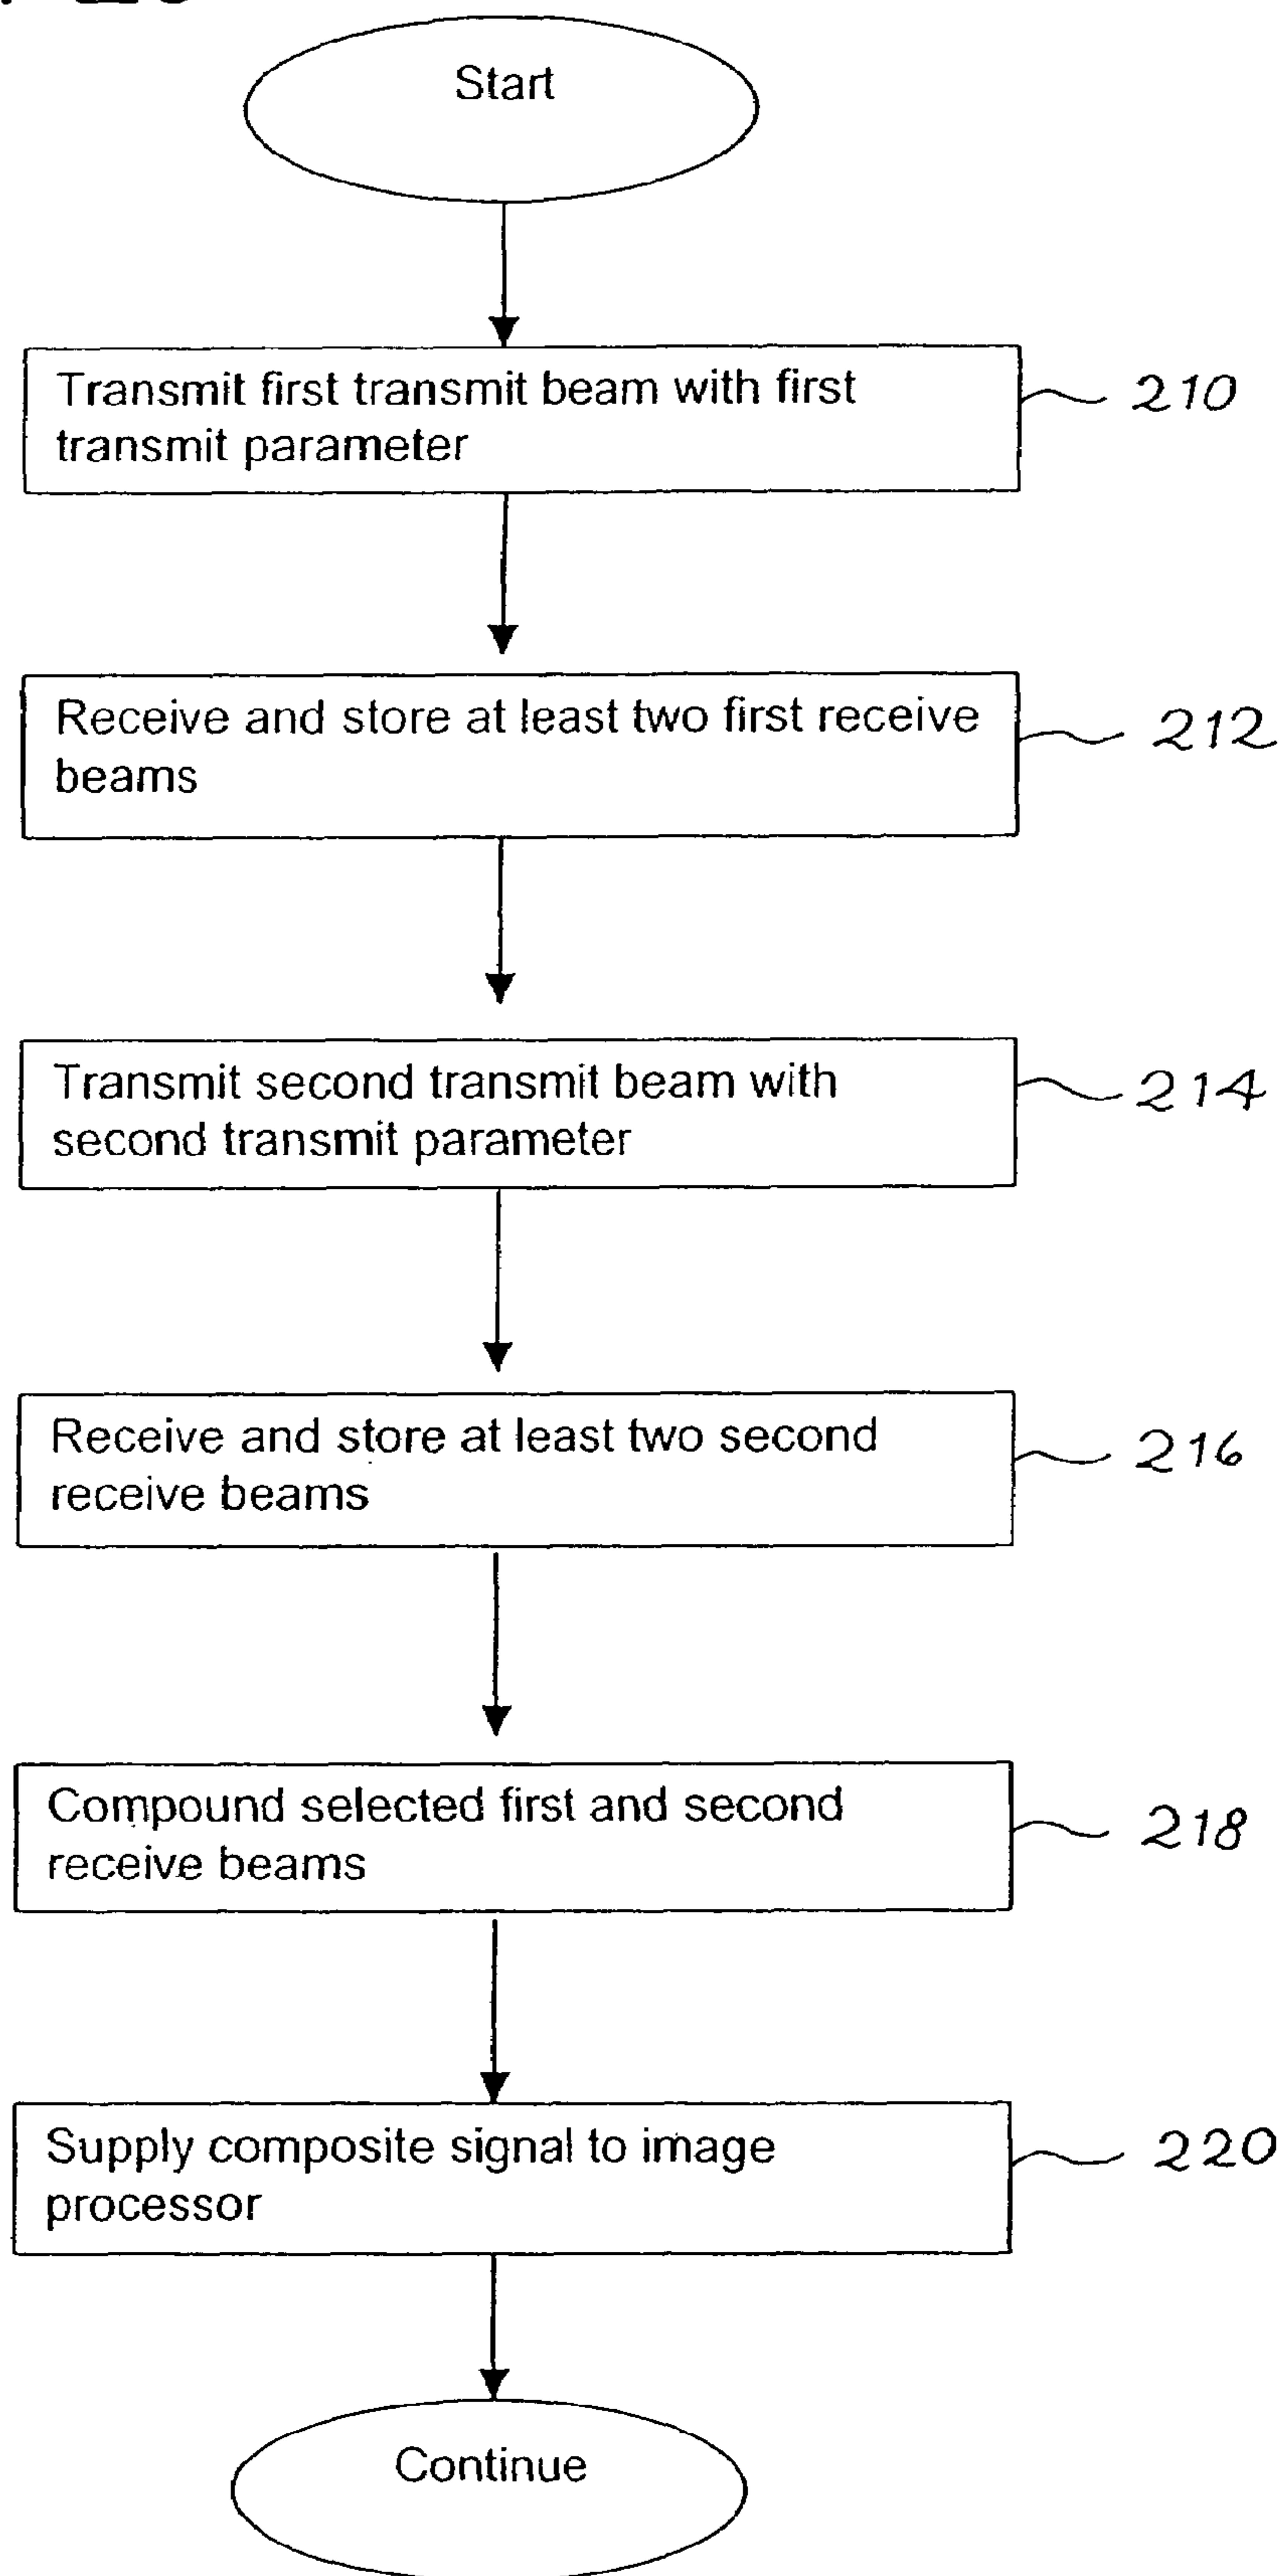 Start
Transmit first transmit beam with first
transmit parameter
210
Receive and store at least two first receive
beams
212
Transmit second transmit beam with
second transmit parameter
214
Receive and store at least two second
receive beams
216
Compound selected first and second
receive beams
218
Supply composite signal to image
processor
220
Continue